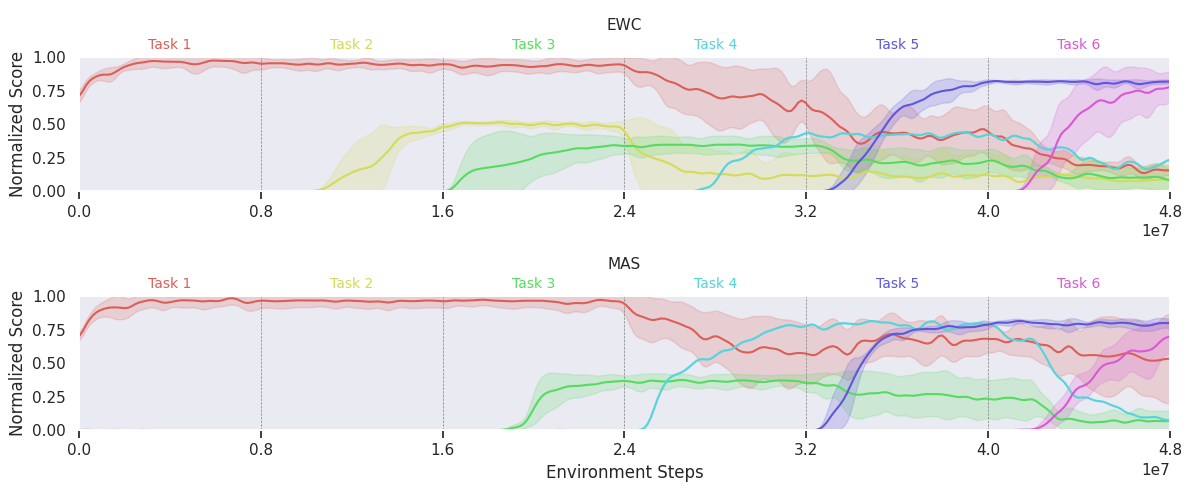 EWC
Task 1 Task 2 Task 3 Task 4 Task 5 Task 6
Normalized Score
1.00
0.75
0.50
0.25
0.00
0.0 0.8 1.6 2.4 3.2 4.0 4.8
1e7
MAS
Task 1 Task 2 Task 3 Task 4 Task 5 Task 6
Normalized Score
1.00
0.75
0.50
0.25
0.00
0.0 0.8 1.6 2.4 3.2 4.0 4.8
1e7
Environment Steps